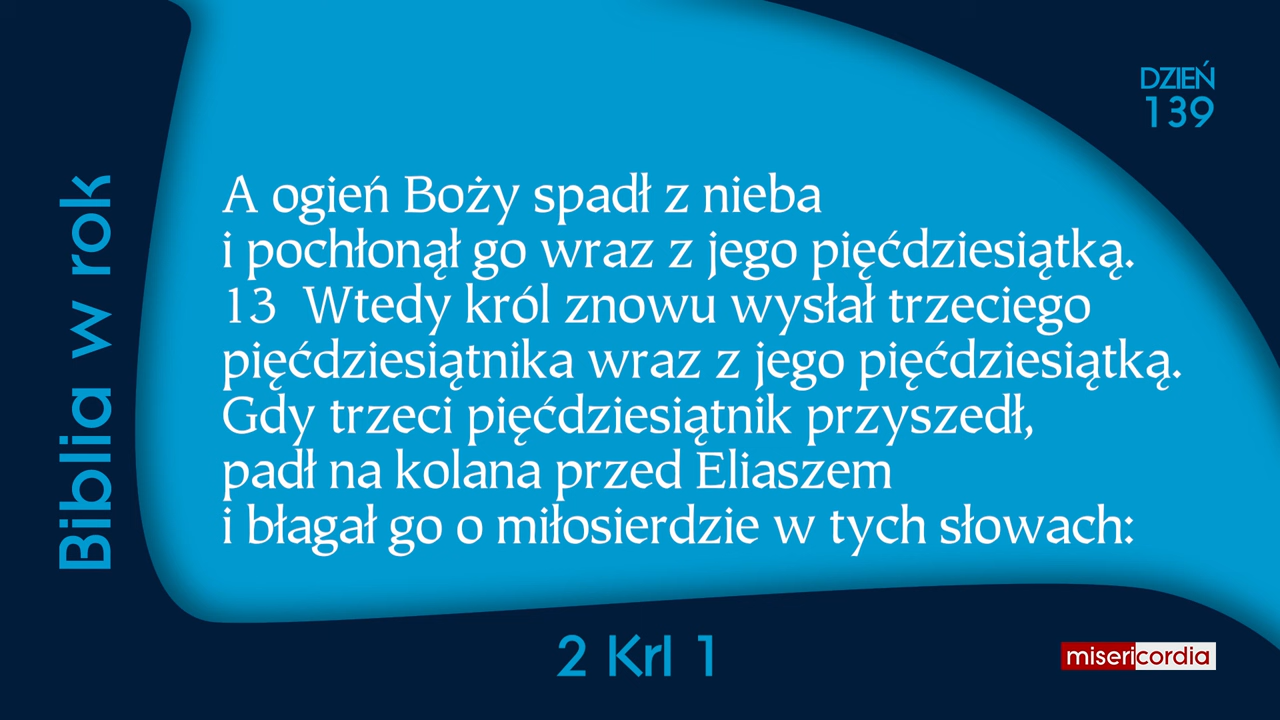 DZIEŃ
139
Biblia w rok
A ogień Boży spadł z nieba
i pochłonął go wraz z jego pięćdziesiątką.
13 Wtedy król znowu wysłał trzeciego
pięćdziesiątnika wraz z jego pięćdziesiątką.
Gdy trzeci pięćdziesiątnik przyszedł,
padł na kolana przed Eliaszem
i błagał go o miłosierdzie w tych słowach:
2 Krl 1
misericordia